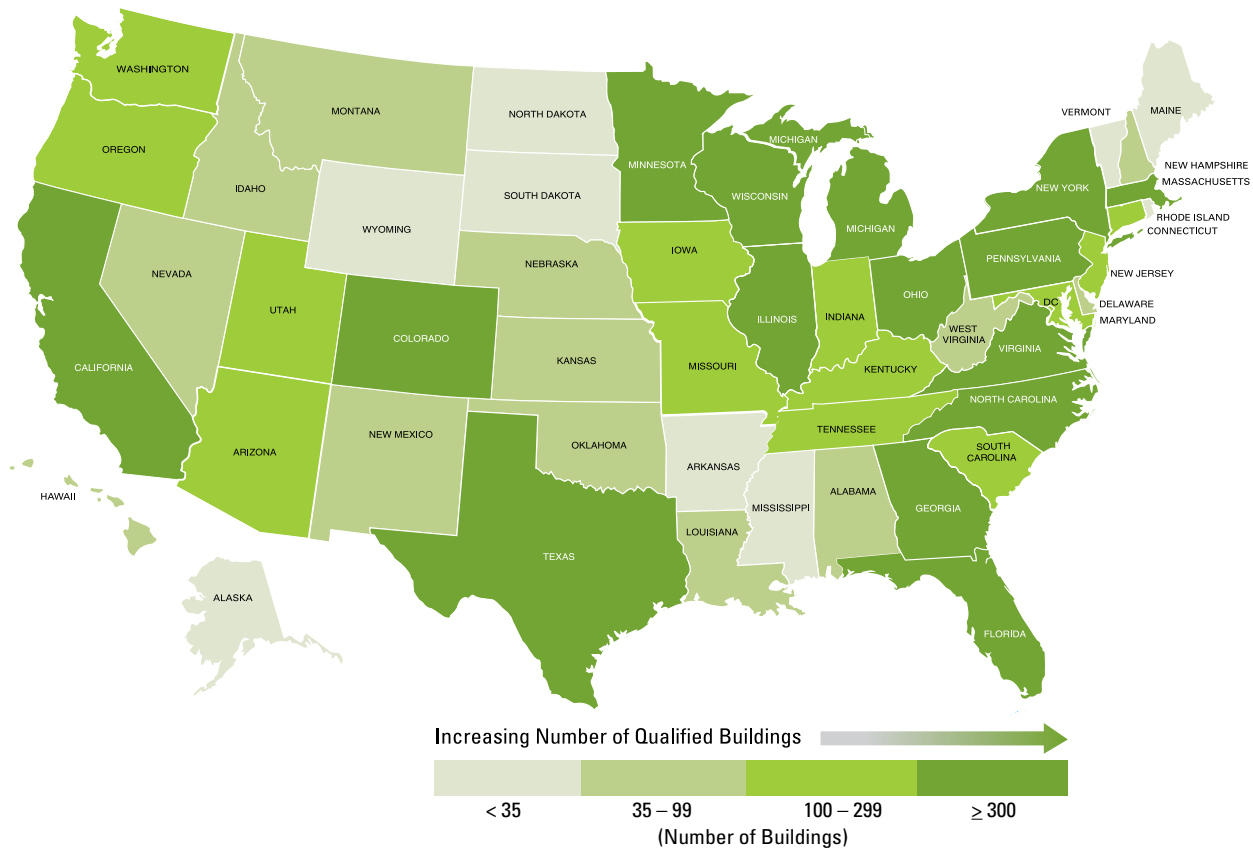 WASHINGTON
MONTANA
NORTH DAKOTA
VERMONT
MAINE
OREGON
MINNESOTA
MICHIGAN
NEW HAMPSHIRE
MASSACHUSETTS
IDAHO
SOUTH DAKOTA
WISCONSIN
NEW YORK
RHODE ISLAND
CONNECTICUT
WYOMING
MICHIGAN
NEVADA
NEBRASKA
IOWA
PENNSYLVANIA
NEW JERSEY
UTAH
COLORADO
ILLINOIS
INDIANA
OHIO
DC
DELAWARE
MARYLAND
CALIFORNIA
KANSAS
MISSOURI
WEST
VIRGINIA
VIRGINIA
KENTUCKY
NORTH CAROLINA
ARIZONA
NEW MEXICO
OKLAHOMA
TENNESSEE
SOUTH
CAROLINA
ARKANSAS
HAWAII
MISSISSIPPI
ALABAMA
GEORGIA
LOUISIANA
TEXAS
ALASKA
FLORIDA
Increasing Number of Qualified Buildings
< 35
35 – 99
100 – 299
≥ 300
(Number of Buildings)